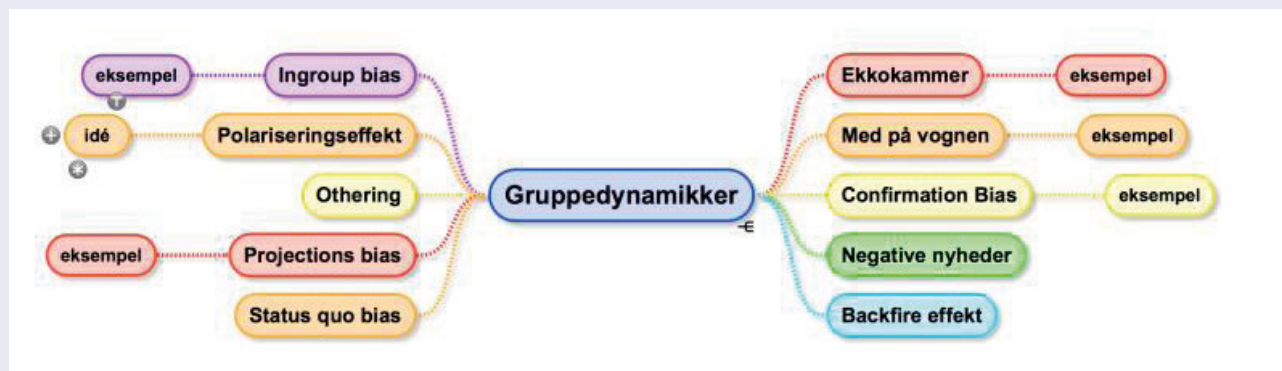 eksempel
Ingroup bias
idé
Polariseringseffekt
Othering
eksempel
Projections bias
Status quo bias
Gruppedynamikker
Ekkokammer
eksempel
Med på vognen
eksempel
Confirmation Bias
eksempel
Negative nyheder
Backfire effekt